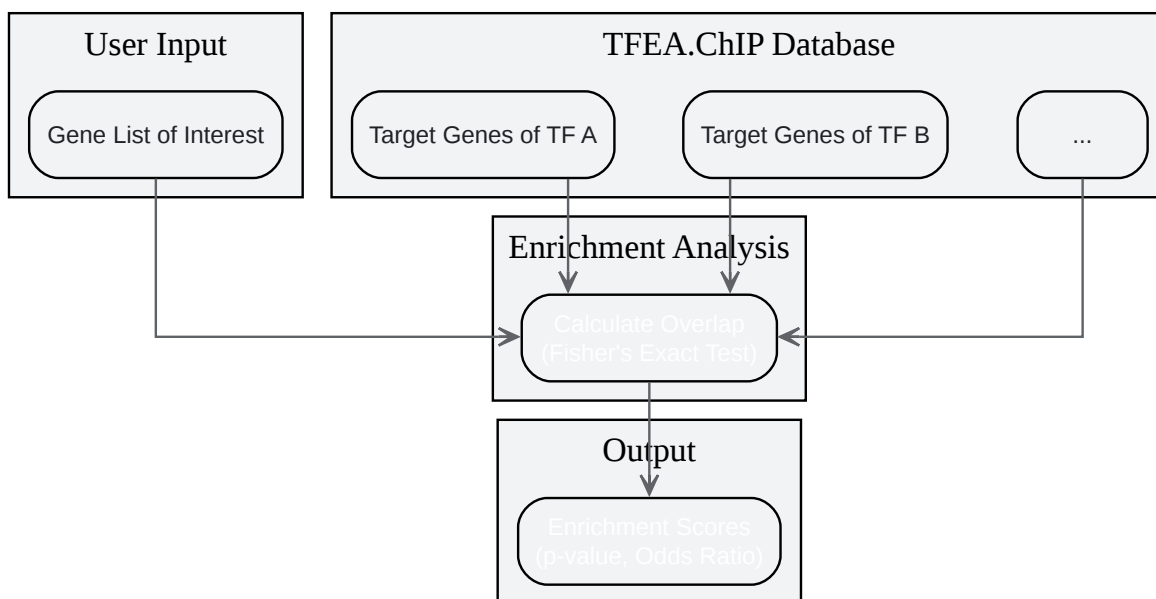 User Input
TFEA.ChIP Database
Gene List of Interest
Target Genes of TF A
Target Genes of TF B
...
Enrichment Analysis
Calculate Overlap
(Fisher's Exact Test)
Output
Enrichment Scores
(p-value, Odds Ratio)